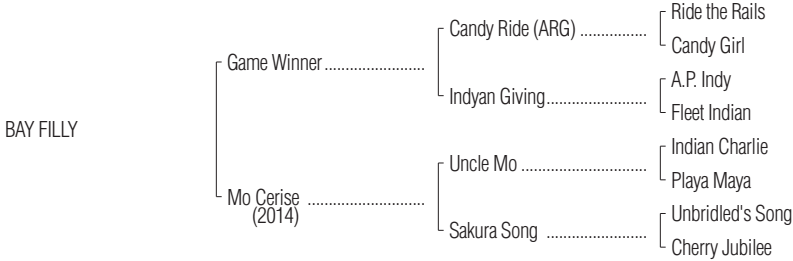 Ride the Rails
Candy Ride (ARG) ................
Candy Girl
Game Winner........................
A.P. Indy
Indyan Giving........................
Fleet Indian
BAY FILLY
Indian Charlie
Uncle Mo ..............................
Playa Maya
Mo Cerise ............................
(2014)
Unbridled's Song
Sakura Song ........................
Cherry Jubilee